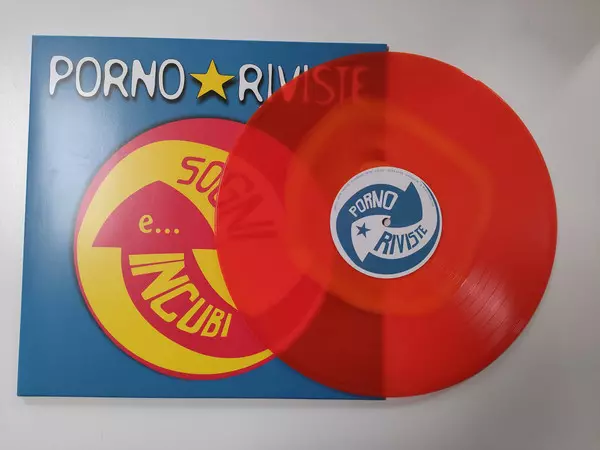 PORNO★RIVISTE
SOGNI
e...
INCUBI
PORNO
★ RIVISTE